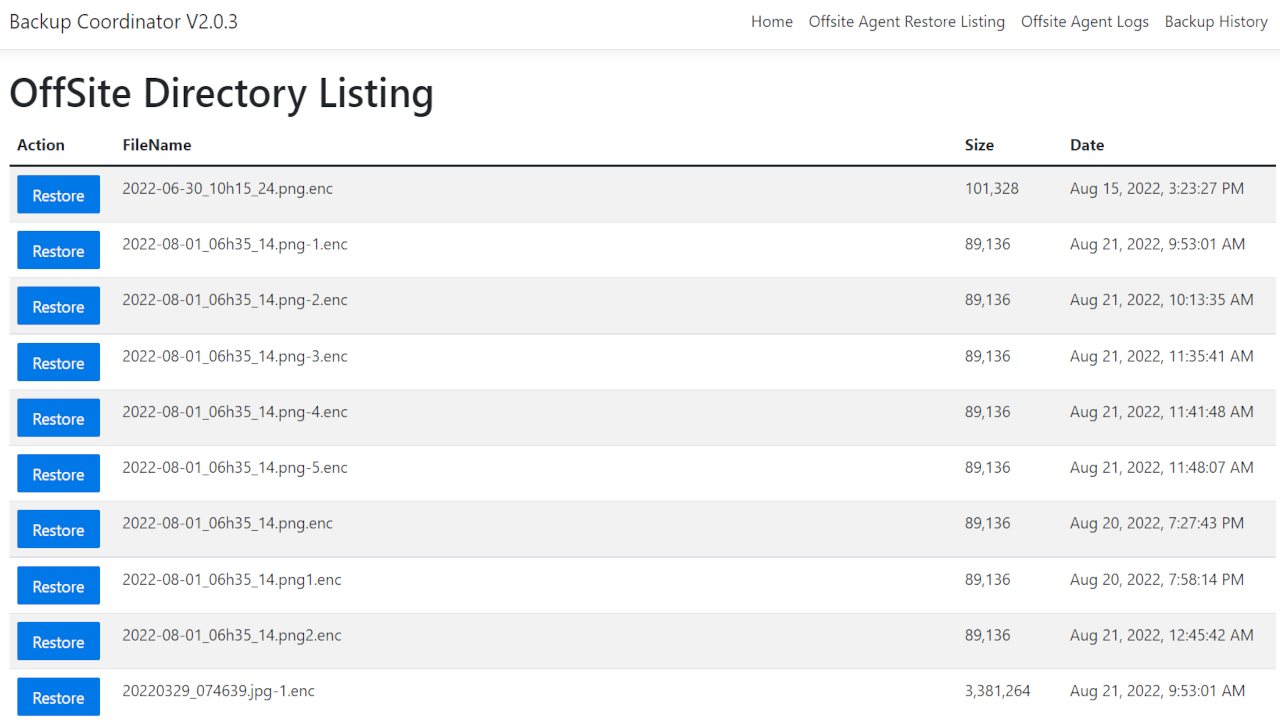 Backup Coordinator V2.0.3 Home Offsite Agent Restore Listing Offsite Agent Logs Backup History
OffSite Directory Listing
Action FileName Size Date
Restore 2022-06-30_10h15_24.png.enc 101,328 Aug 15, 2022, 3:23:27 PM
Restore 2022-08-01_06h35_14.png-1.enc 89,136 Aug 21, 2022, 9:53:01 AM
Restore 2022-08-01_06h35_14.png-2.enc 89,136 Aug 21, 2022, 10:13:35 AM
Restore 2022-08-01_06h35_14.png-3.enc 89,136 Aug 21, 2022, 11:35:41 AM
Restore 2022-08-01_06h35_14.png-4.enc 89,136 Aug 21, 2022, 11:41:48 AM
Restore 2022-08-01_06h35_14.png-5.enc 89,136 Aug 21, 2022, 11:48:07 AM
Restore 2022-08-01_06h35_14.png.enc 89,136 Aug 20, 2022, 7:27:43 PM
Restore 2022-08-01_06h35_14.png1.enc 89,136 Aug 20, 2022, 7:58:14 PM
Restore 2022-08-01_06h35_14.png2.enc 89,136 Aug 21, 2022, 12:45:42 AM
Restore 20220329_074639.jpg-1.enc 3,381,264 Aug 21, 2022, 9:53:01 AM